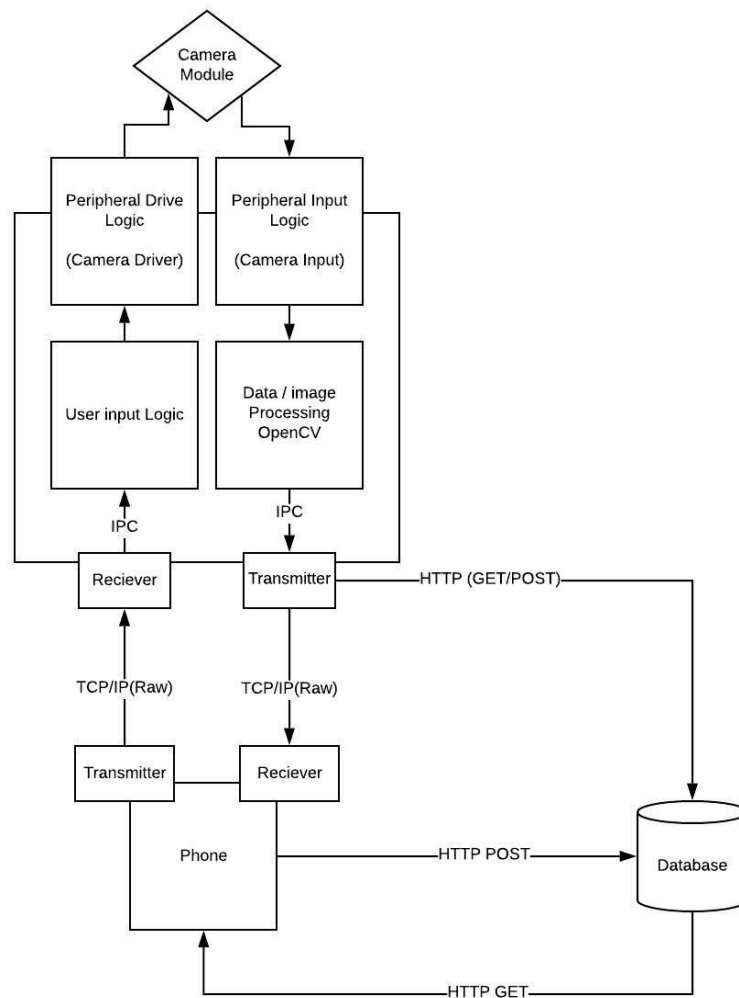 Camera
Module
Peripheral Drive
Logic
(Camera Driver)
Peripheral Input
Logic
(Camera Input)
User input Logic
Data / image
Processing
OpenCV
IPC
IPC
Reciever
Transmitter
HTTP (GET/POST)
TCP/IP(Raw)
TCP/IP(Raw)
Transmitter
Reciever
Phone
HTTP POST
Database
HTTP GET